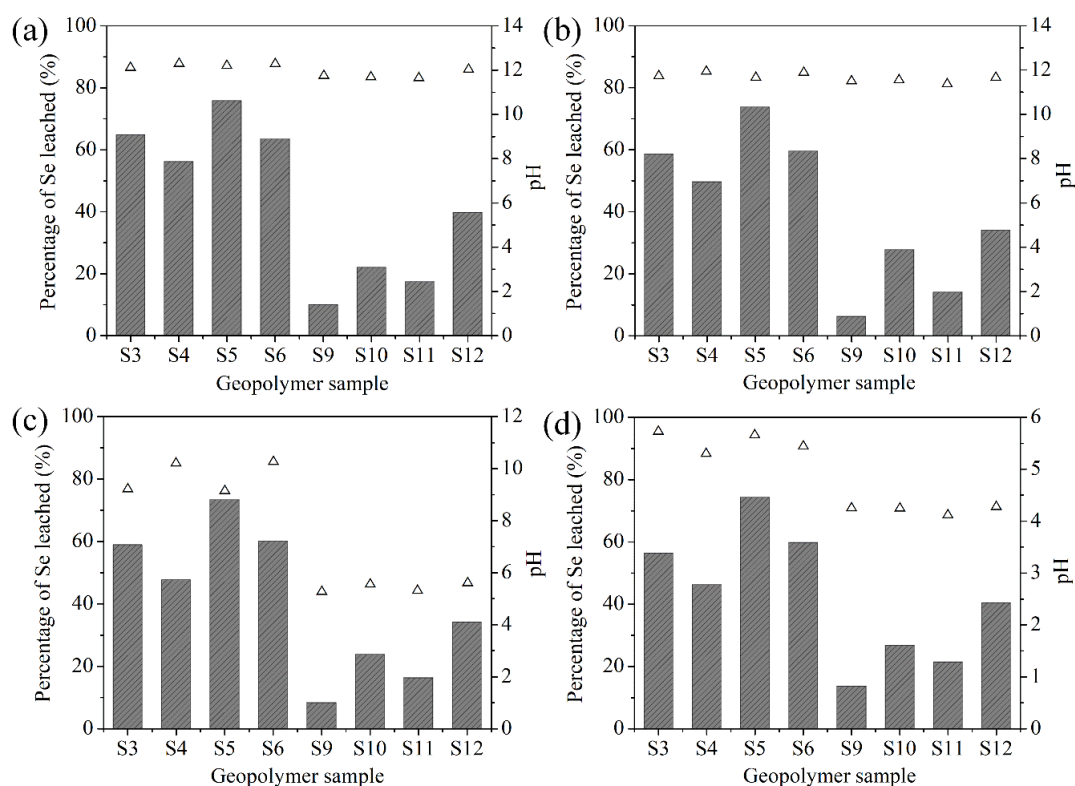 (a)
Percentage of Se leached (%)
100
80
60
40
20
0
14
12
10
8
6
4
2
0
pH
S3 S4 S5 S6 S9 S10 S11 S12
Geopolymer sample
(b)
Percentage of Se leached (%)
100
80
60
40
20
0
14
12
10
8
6
4
2
0
pH
S3 S4 S5 S6 S9 S10 S11 S12
Geopolymer sample
(c)
Percentage of Se leached (%)
100
80
60
40
20
0
12
10
8
6
4
2
0
pH
S3 S4 S5 S6 S9 S10 S11 S12
Geopolymer sample
(d)
Percentage of Se leached (%)
100
80
60
40
20
0
6
5
4
3
2
1
0
pH
S3 S4 S5 S6 S9 S10 S11 S12
Geopolymer sample